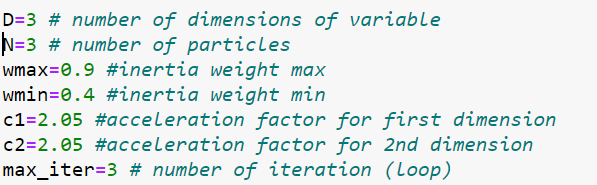 D=3 # number of dimensions of variable
N=3 # number of particles
wmax=0.9 #inertia weight max
wmin=0.4 #inertia weight min
c1=2.05 #acceleration factor for first dimension
c2=2.05 #acceleration factor for 2nd dimension
max_iter=3 # number of iteration (loop)